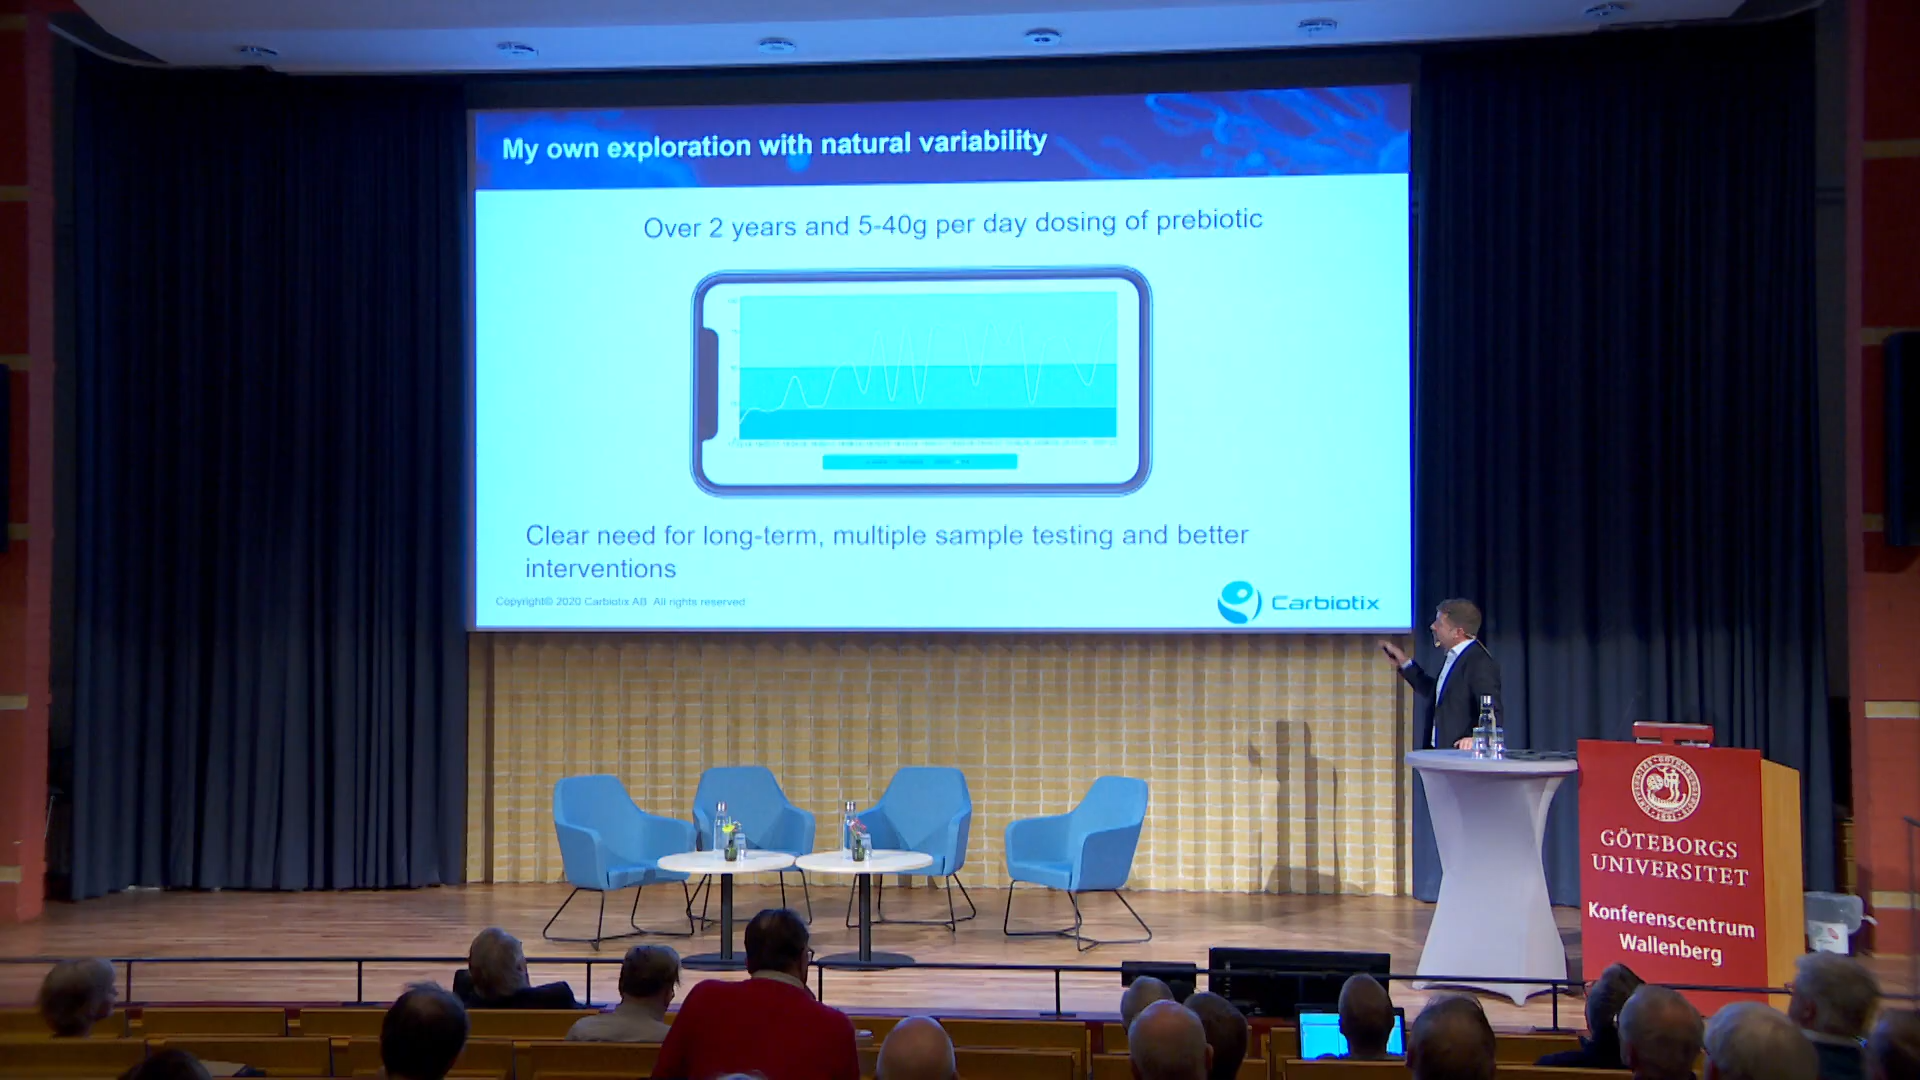 My own exploration with natural variability
Over 2 years and 5-40g per day dosing of prebiotic
Clear need for long-term, multiple sample testing and better
interventions
Copyright© 2020 Carbiotix AB All rights reserved
Carbiotix
GÖTEBORGS
UNIVERSITET
Konferenscentrum
Wallenberg